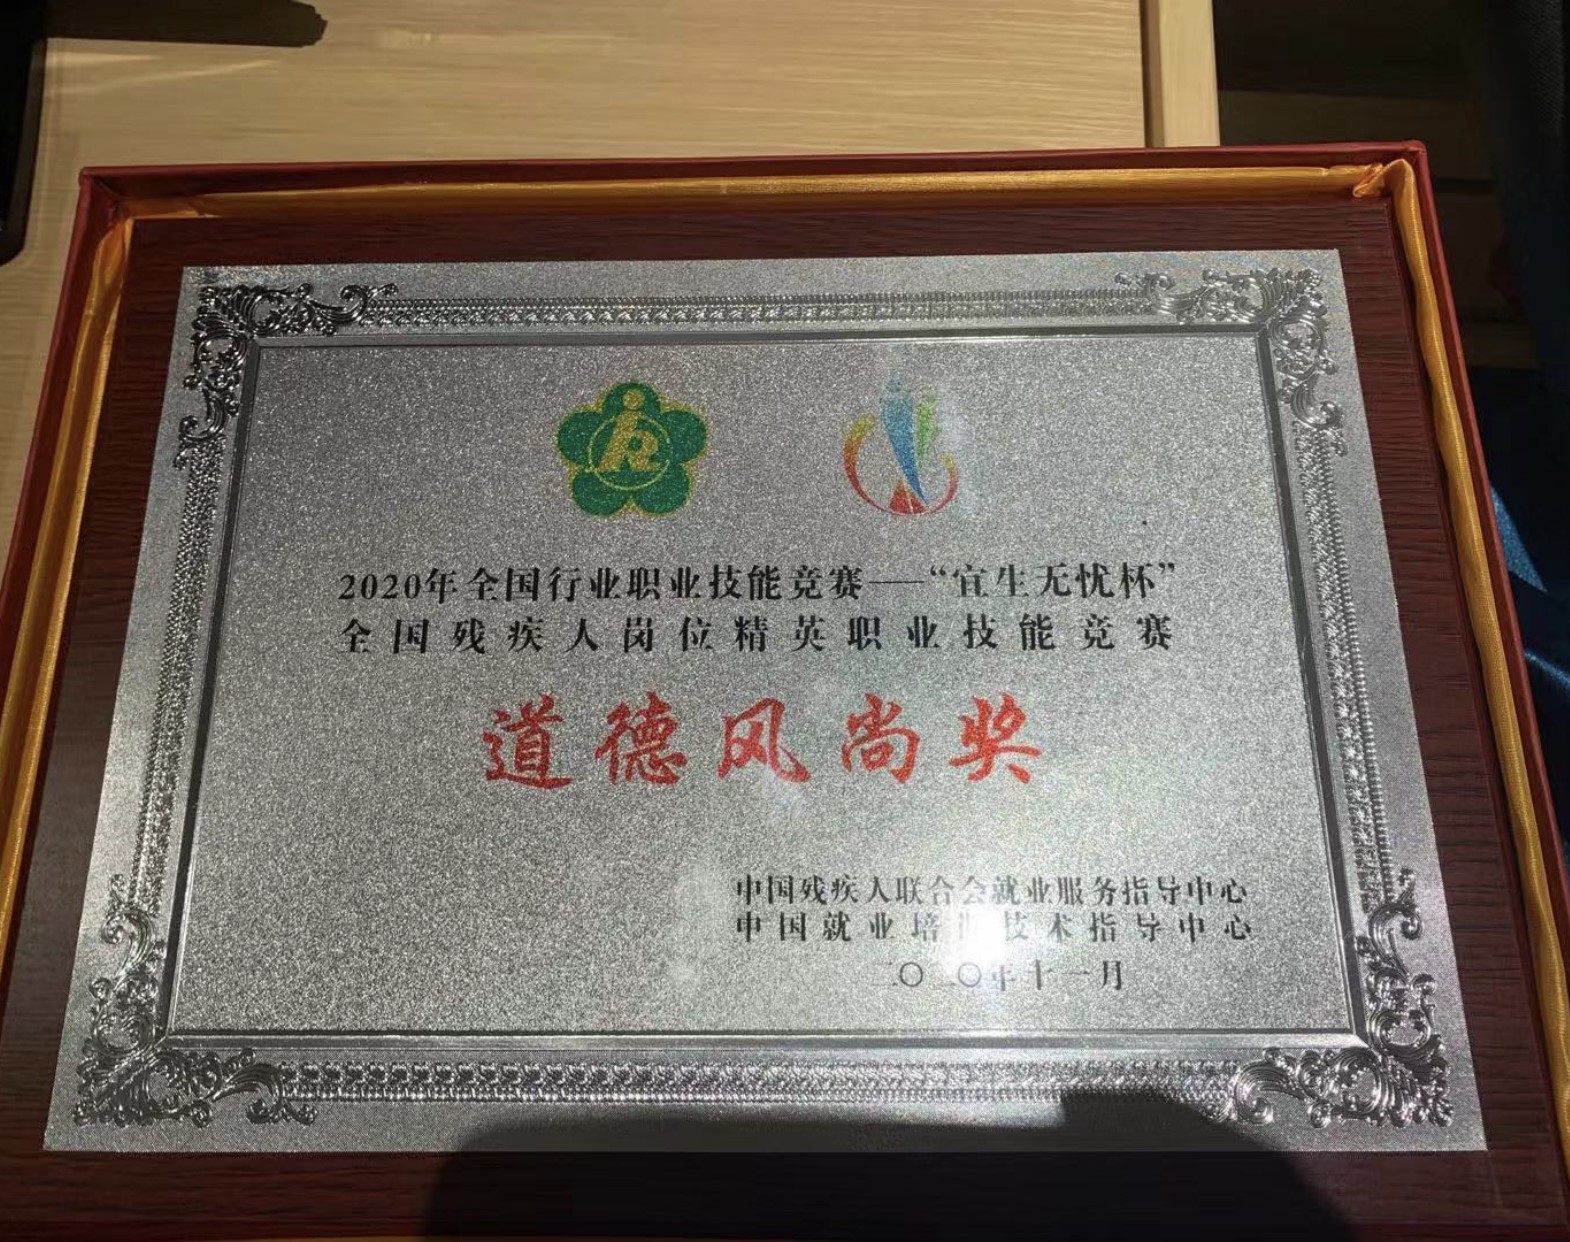 2020年全国行业职业技能竞赛——“宜生无忧杯”
全国残疾人岗位精英职业技能竞赛
道德风尚奖
中国残疾人联合会就业服务指导中心
中国就业培训技术指导中心
二〇二〇年十一月